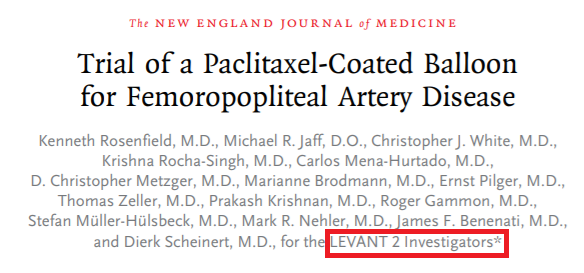 The NEW ENGLAND JOURNAL of MEDICINE
Trial of a Paclitaxel-Coated Balloon
for Femoropopliteal Artery Disease
Kenneth Rosenfield, M.D., Michael R. Jaff, D.O., Christopher J. White, M.D.,
Krishna Rocha-Singh, M.D., Carlos Mena-Hurtado, M.D.,
D. Christopher Metzger, M.D., Marianne Brodmann, M.D., Ernst Pilger, M.D.,
Thomas Zeller, M.D., Prakash Krishnan, M.D., Roger Gammon, M.D.,
Stefan Müller-Hülsbeck, M.D., Mark R. Nehler, M.D., James F. Benenati, M.D.,
and Dierk Scheinert, M.D., for the LEVANT 2 Investigators*